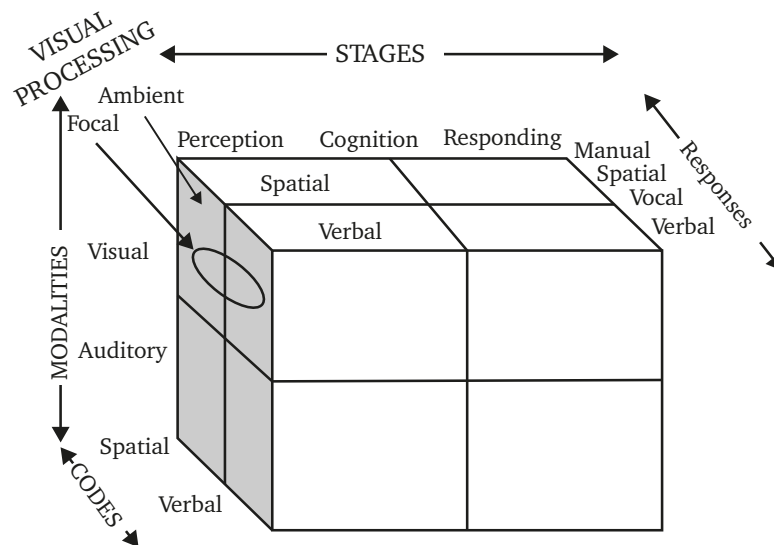 VISUAL
PROCESSING
STAGES
Ambient
Focal
Perception
Cognition
Responding
Manual
Spatial
Vocal
Verbal
Responses
Spatial
Verbal
Visual
MODALITIES
Auditory
Spatial
Verbal
CODES